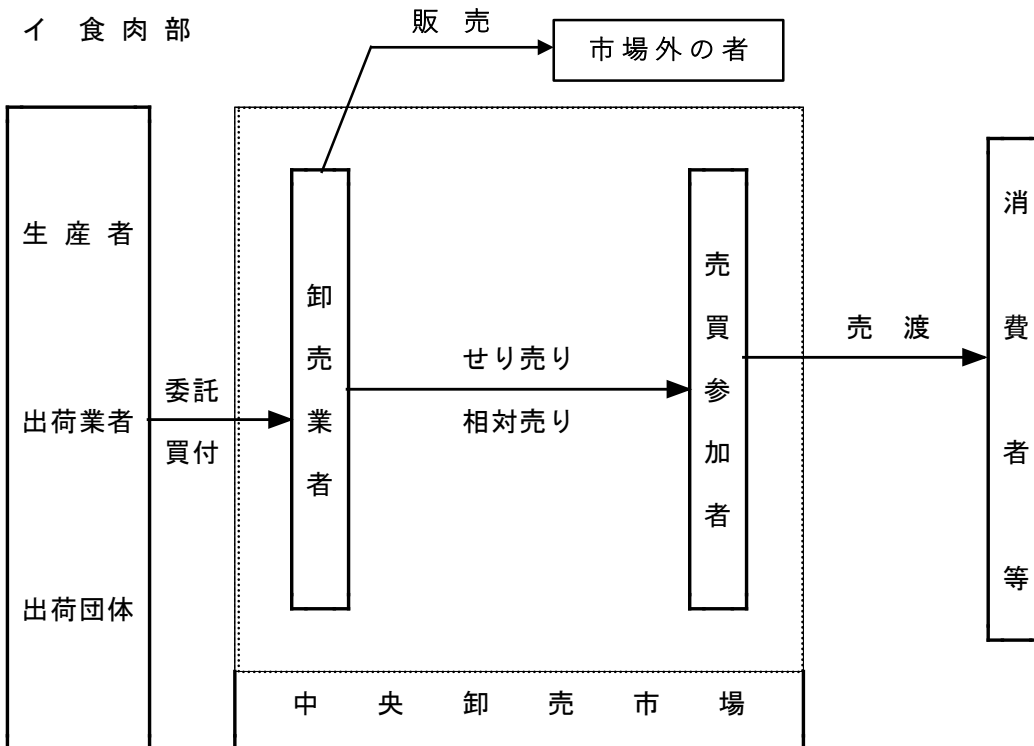 イ 食肉部
販売
市場外の者
生産者
出荷業者
出荷団体
委託
買付
卸売業者
せり売り
相対売り
売買参加者
売渡
消費者等
中央卸売市場